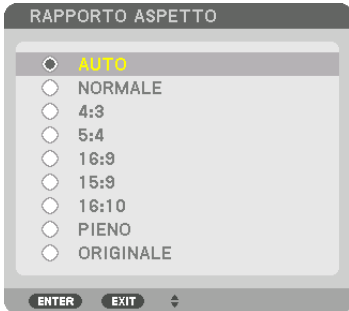 RAPPORTO ASPETTO
AUTO
NORMALE
4:3
5:4
16:9
15:9
16:10
PIENO
ORIGINALE
ENTER EXIT